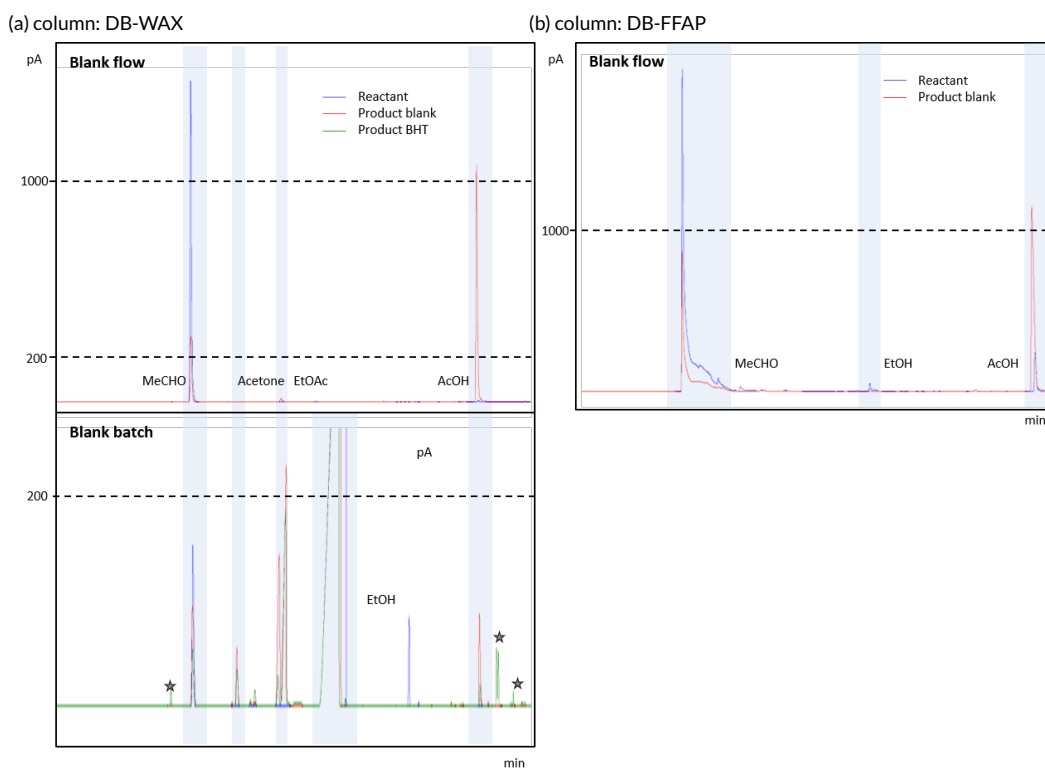 (a) column: DB-WAX
pA
Blank flow
Reactant
Product blank
Product BHT
1000
200
MeCHO
Acetone
EtOAc
AcOH
Blank batch
pA
200
EtOH
min
(b) column: DB-FFAP
pA
Blank flow
Reactant
Product blank
1000
MeCHO
EtOH
AcOH
min